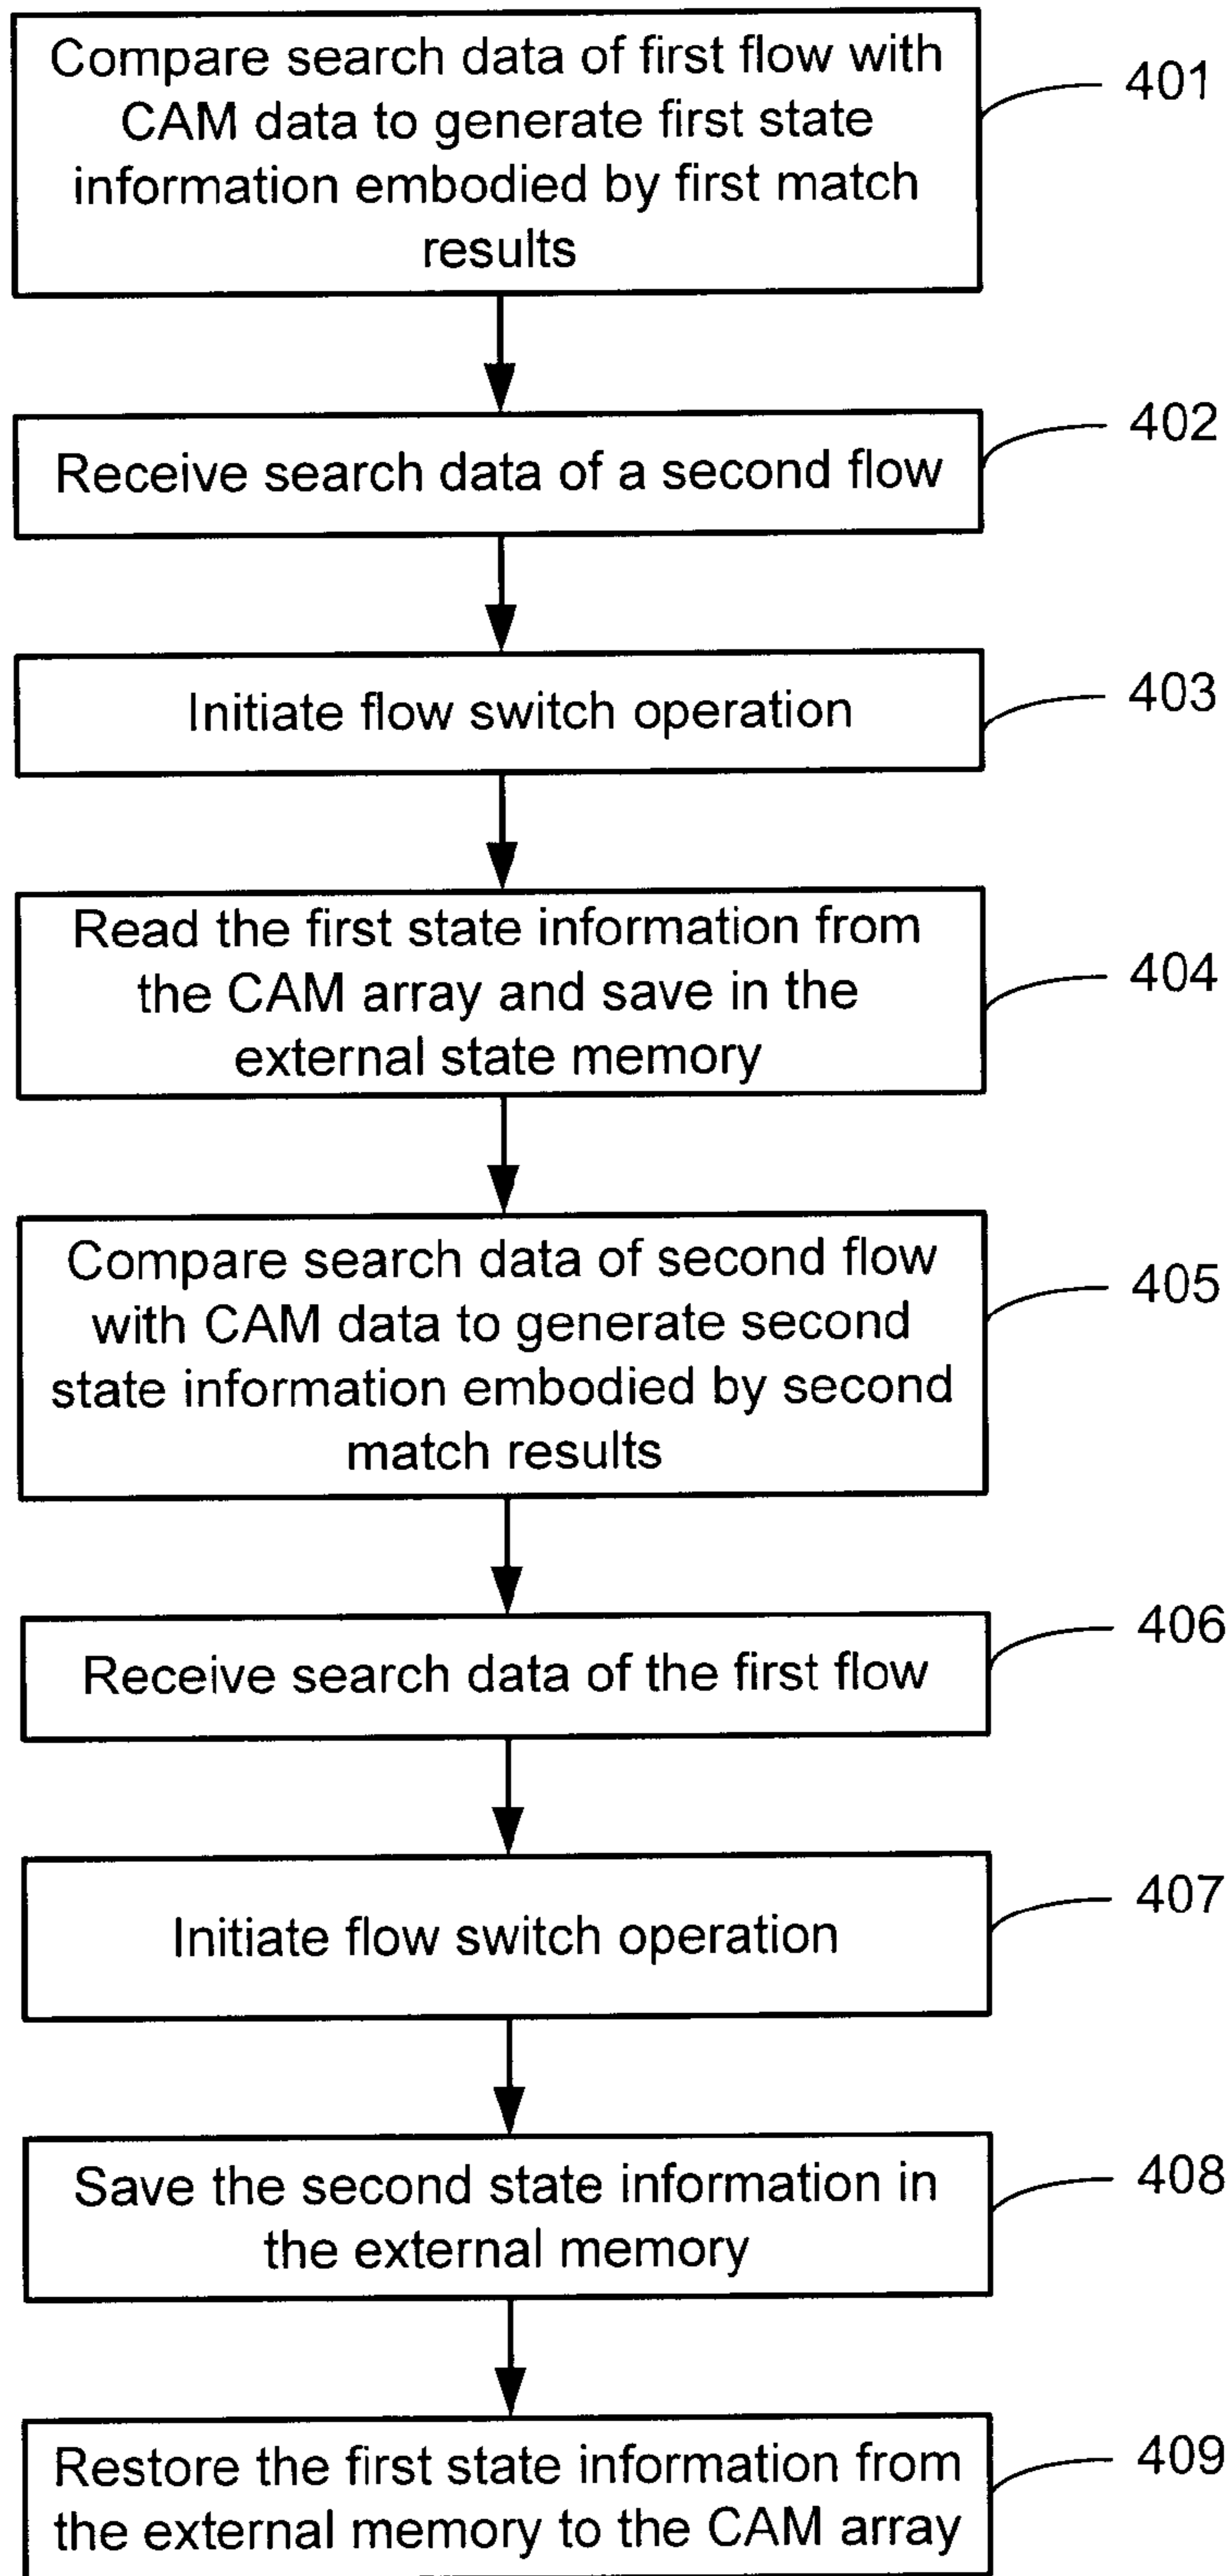 Compare search data of first flow with
CAM data to generate first state
information embodied by first match
results
401
Receive search data of a second flow
402
Initiate flow switch operation
403
Read the first state information from
the CAM array and save in the
external state memory
404
Compare search data of second flow
with CAM data to generate second
state information embodied by second
match results
405
Receive search data of the first flow
406
Initiate flow switch operation
407
Save the second state information in
the external memory
408
Restore the first state information from
the external memory to the CAM array
409